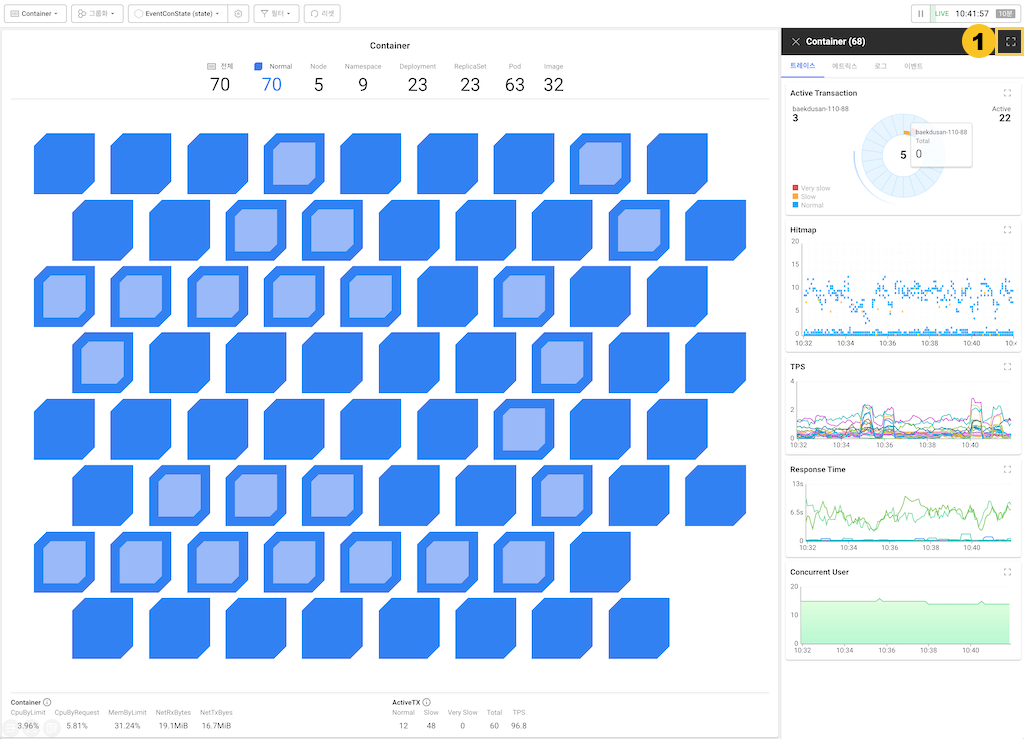 Container
그룹화
EventConState (state)
필터
리셋
LIVE 10:41:57 10분
Container
전체 Normal Node Namespace Deployment ReplicaSet Pod Image
70 70 5 9 23 23 63 32
Container
CpuByLimit CpuByRequest MemByLimit NetRxBytes NetTxByes
3.96% 5.81% 31.24% 19.1MiB 16.7MiB
ActiveTX
Normal Slow Very Slow Total TPS
12 48 0 60 96.8
Container (68)
1
트레이스 메트릭스 로그 이벤트
Active Transaction
baekdusan-110-88
3
Active
22
5
baekdusan-110-88
Total
0
Very slow
Slow
Normal
Hitmap
20
15
10
5
0
10:32 10:34 10:36 10:38 10:40
TPS
4
2
0
10:32 10:34 10:36 10:38 10:40
Response Time
13s
6.5s
0
10:32 10:34 10:36 10:38 10:40
Concurrent User
20
10
0
10:32 10:34 10:36 10:38 10:40